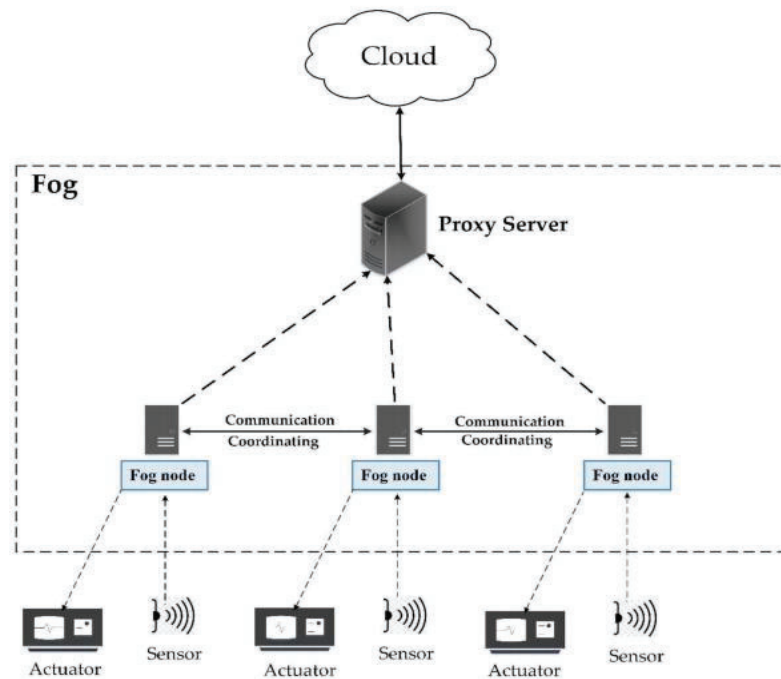 Cloud
Fog
Proxy Server
Communication
Coordinating
Communication
Coordinating
Fog node
Fog node
Fog node
Actuator
Sensor
Actuator
Sensor
Actuator
Sensor